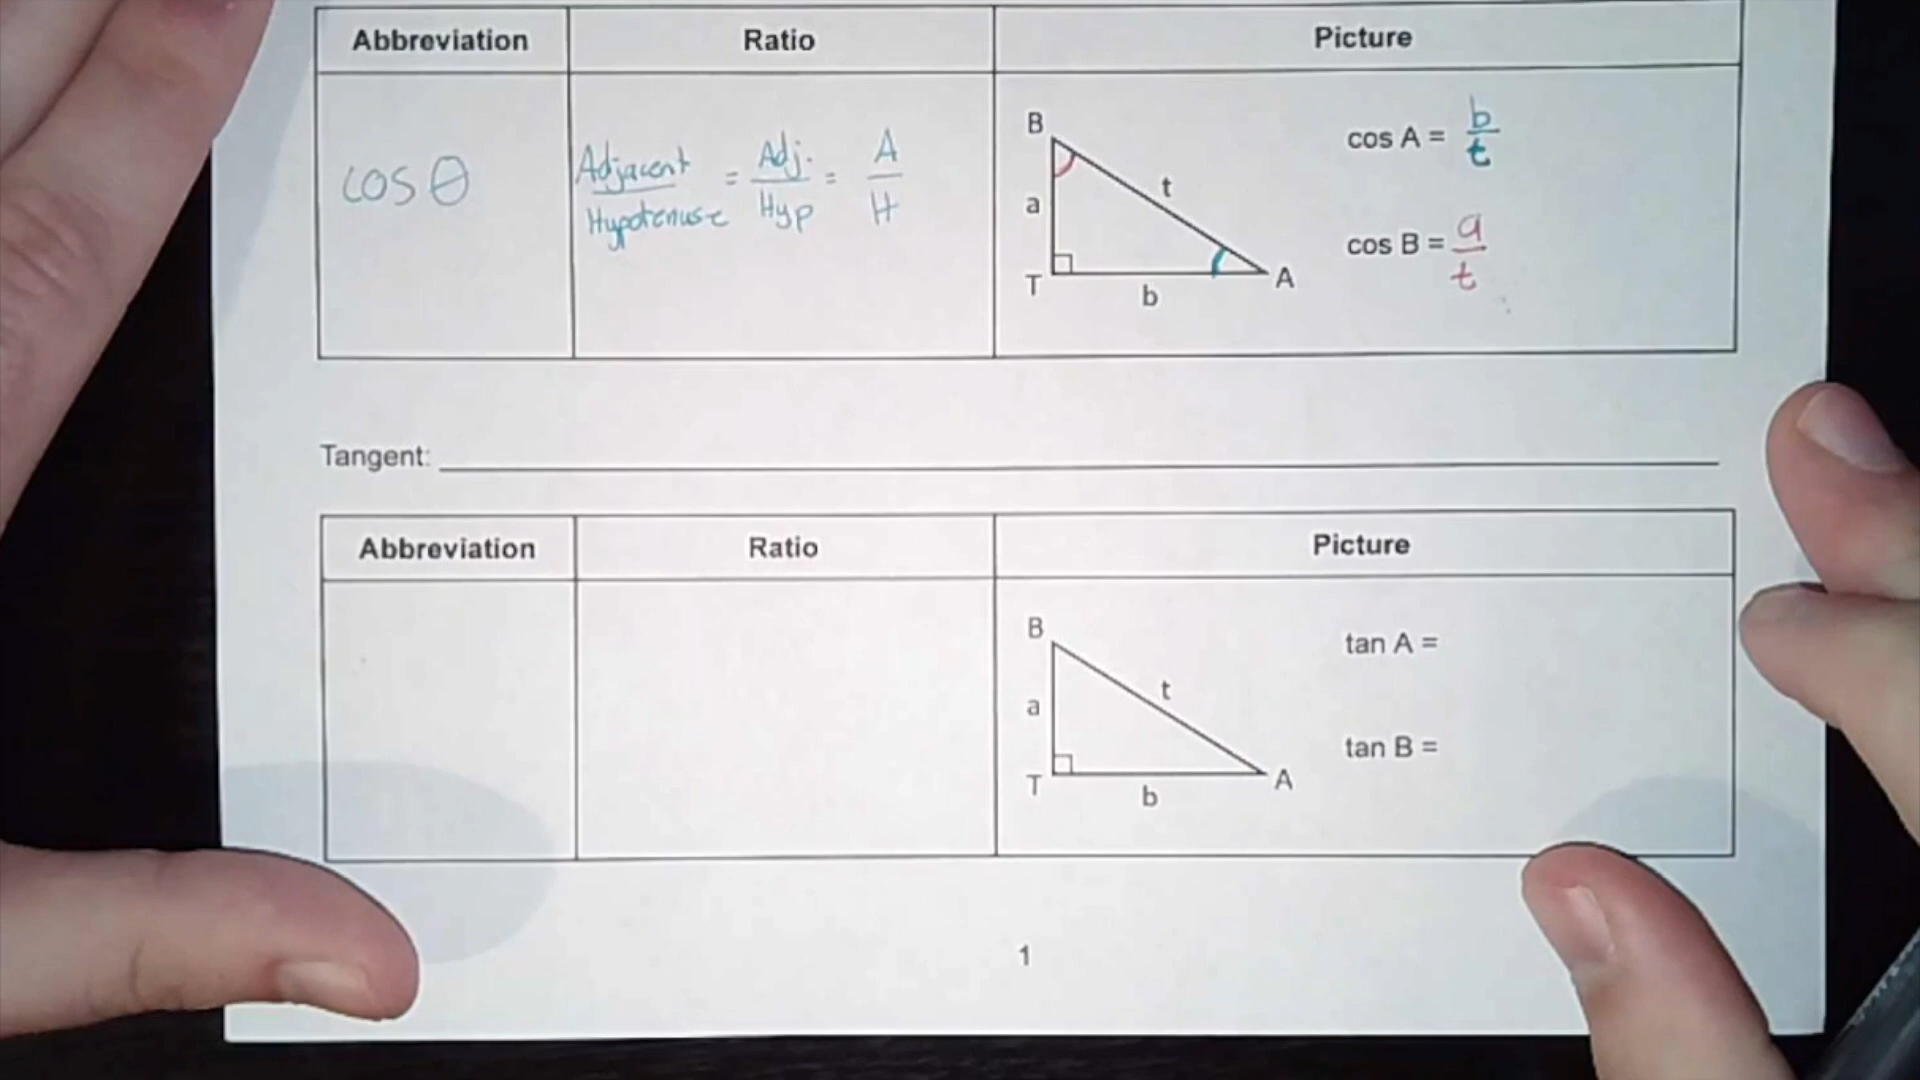 Abbreviation Ratio Picture
cos θ
Adjacent / Hypotenuse = Adj. / Hyp = A / H
B
a
t
T
b
A
cos A = b / t
cos B = a / t
Tangent:
Abbreviation Ratio Picture
B
a
t
T
b
A
tan A =
tan B =
1